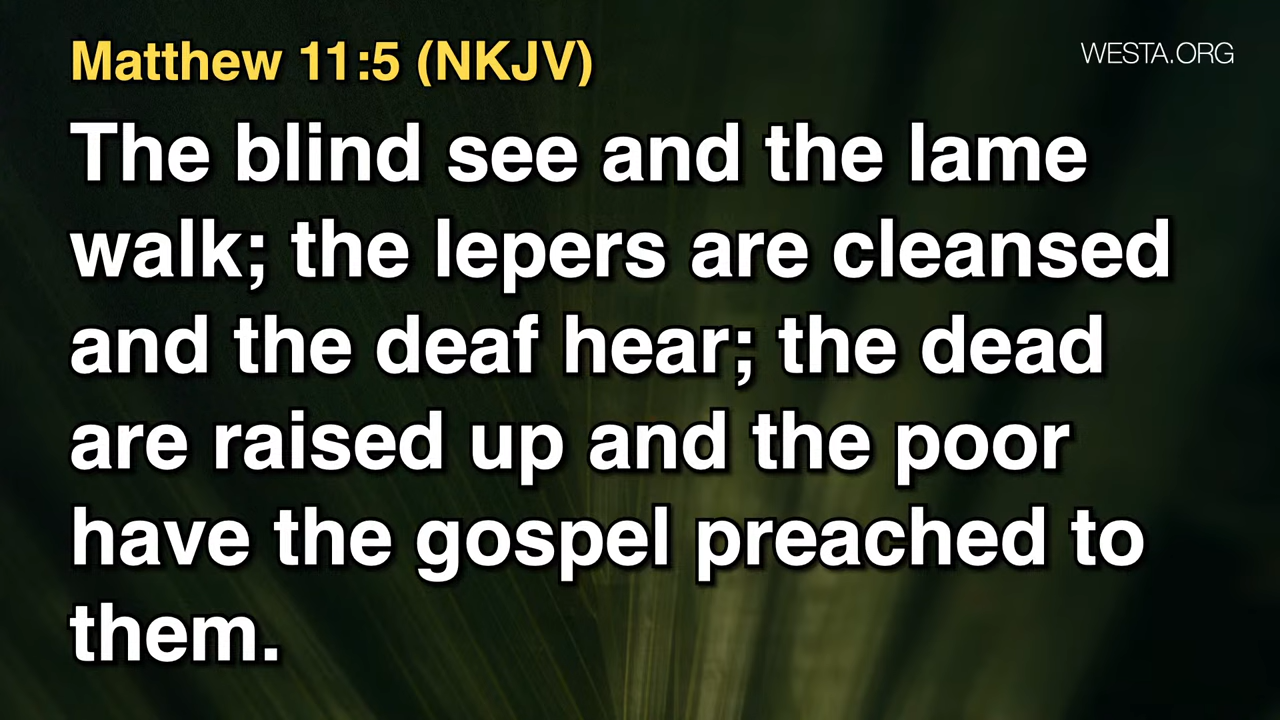 Matthew 11:5 (NKJV)
WESTA.ORG
The blind see and the lame
walk; the lepers are cleansed
and the deaf hear; the dead
are raised up and the poor
have the gospel preached to
them.